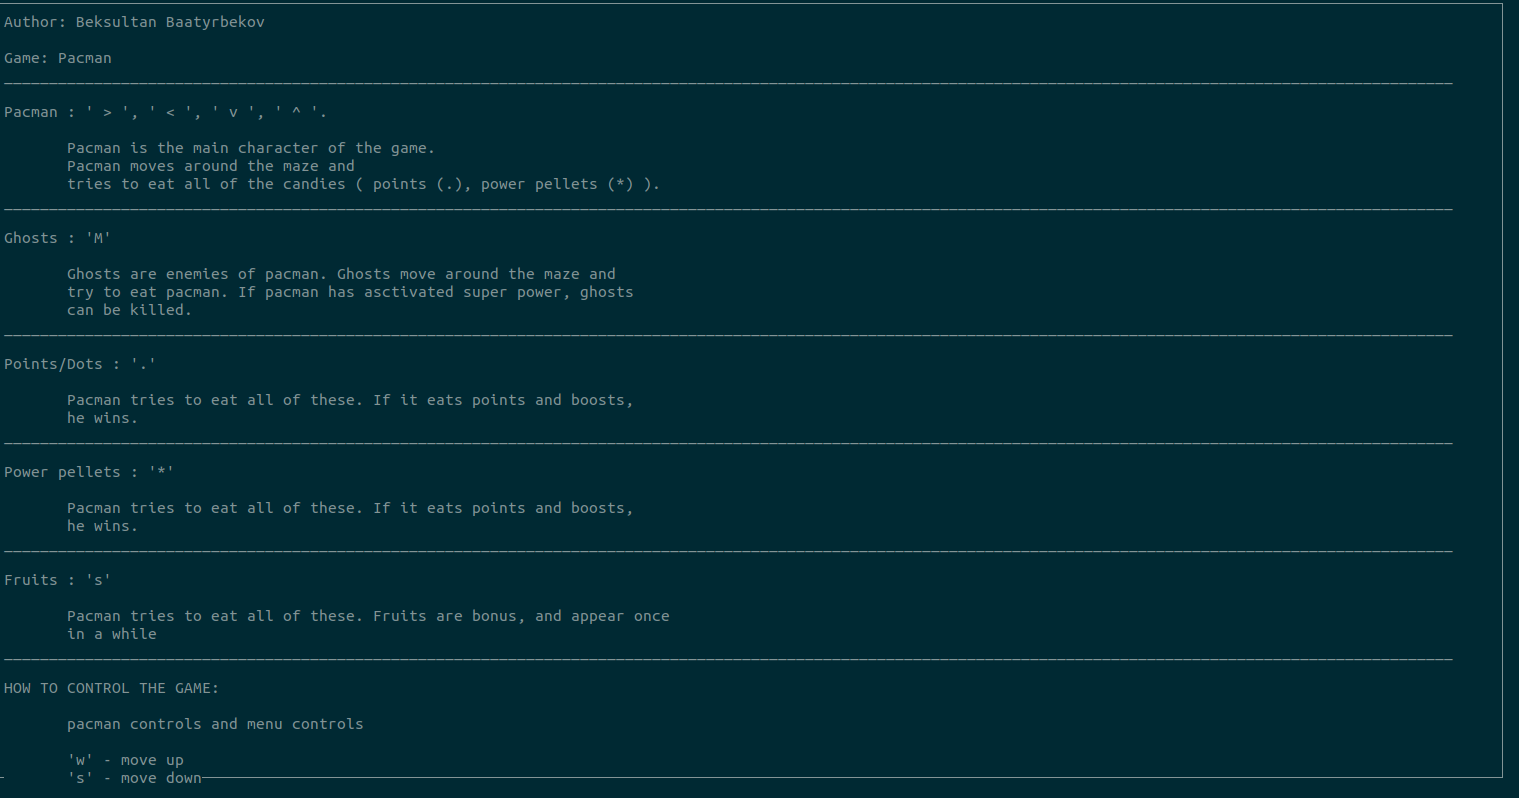 Author: Beksultan Baatyrbekov
Game: Pacman
Pacman : ' > ', ' < ', ' v ', ' ^ '.
Pacman is the main character of the game.
Pacman moves around the maze and
tries to eat all of the candies ( points (.), power pellets (*) ).
Ghosts : 'M'
Ghosts are enemies of pacman. Ghosts move around the maze and
try to eat pacman. If pacman has asctivated super power, ghosts
can be killed.
Points/Dots : '.'
Pacman tries to eat all of these. If it eats points and boosts,
he wins.
Power pellets : '*'
Pacman tries to eat all of these. If it eats points and boosts,
he wins.
Fruits : 's'
Pacman tries to eat all of these. Fruits are bonus, and appear once
in a while
HOW TO CONTROL THE GAME:
pacman controls and menu controls
'w' - move up
's' - move down